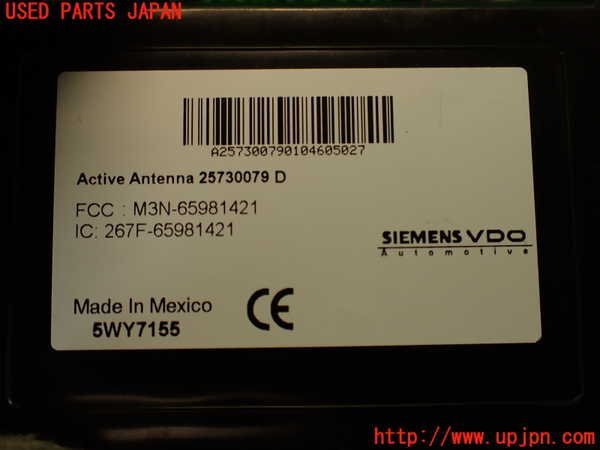 USED PARTS JAPAN
A257300790104605027
Active Antenna 25730079 D
FCC : M3N-65981421
IC: 267F-65981421
SIEMENS VDO
Automotive
Made In Mexico
5WY7155
CE
http://www.upjpn.com/